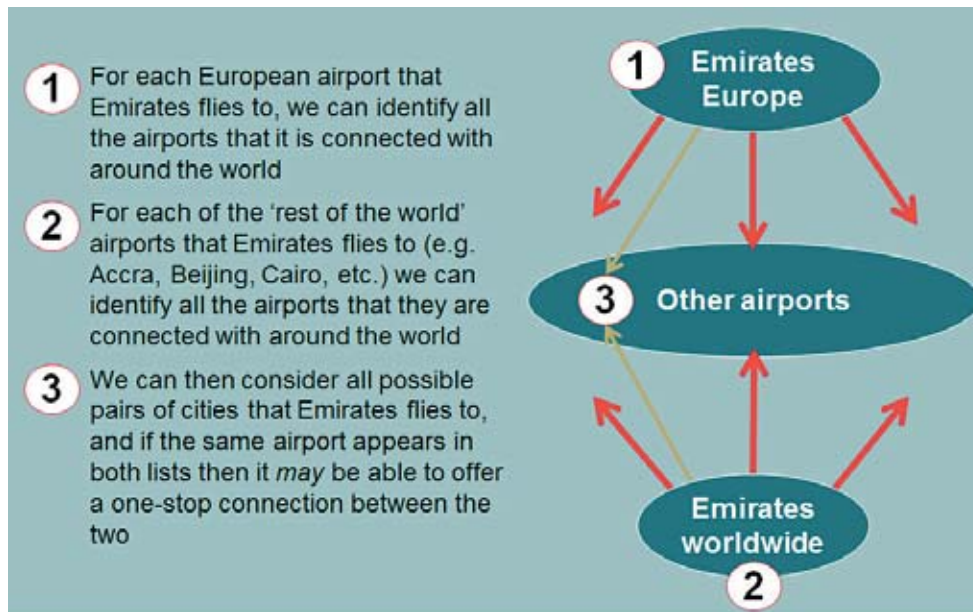 1
For each European airport that
Emirates flies to, we can identify all
the airports that it is connected with
around the world
2
For each of the ‘rest of the world’
airports that Emirates flies to (e.g.
Accra, Beijing, Cairo, etc.) we can
identify all the airports that they are
connected with around the world
3
We can then consider all possible
pairs of cities that Emirates flies to,
and if the same airport appears in
both lists then it may be able to offer
a one-stop connection between the
two
1
Emirates
Europe
3
Other airports
Emirates
worldwide
2